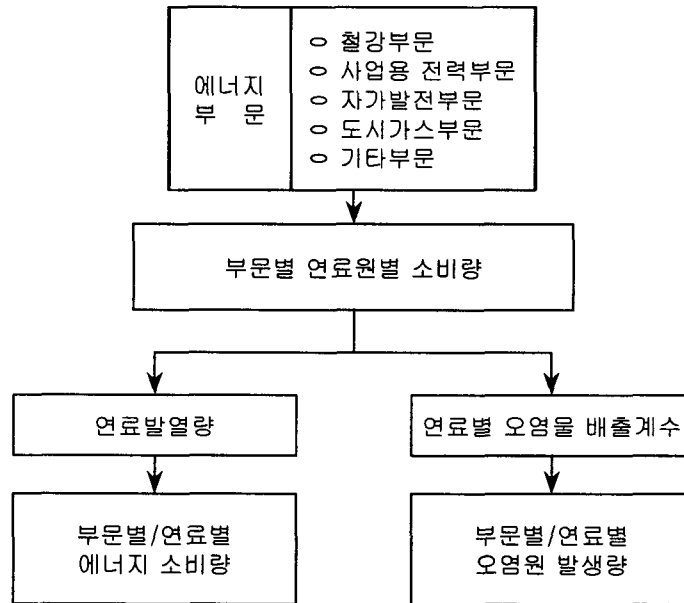 에너지
부 문
ㅇ 철강부문
ㅇ 사업용 전력부문
ㅇ 자가발전부문
ㅇ 도시가스부문
ㅇ 기타부문
부문별 연료원별 소비량
연료발열량
연료별 오염물 배출계수
부문별/연료별
에너지 소비량
부문별/연료별
오염원 발생량